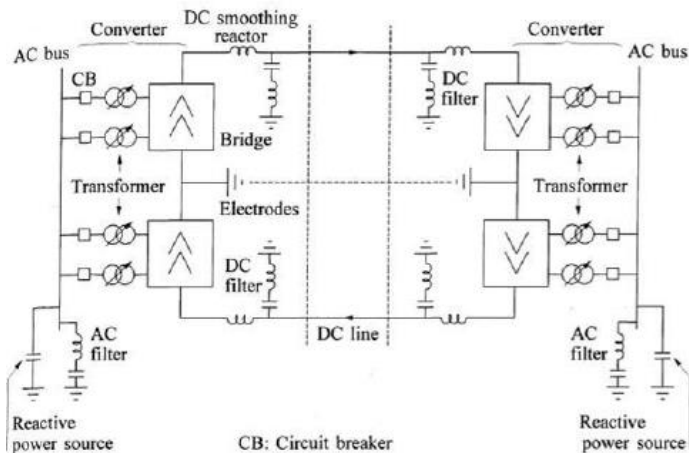 DC smoothing
reactor
Converter
AC bus
CB
Bridge
Transformer
Electrodes
DC
filter
AC
filter
Reactive
power source
DC line
CB: Circuit breaker
DC
filter
Converter
AC bus
Transformer
AC
filter
Reactive
power source